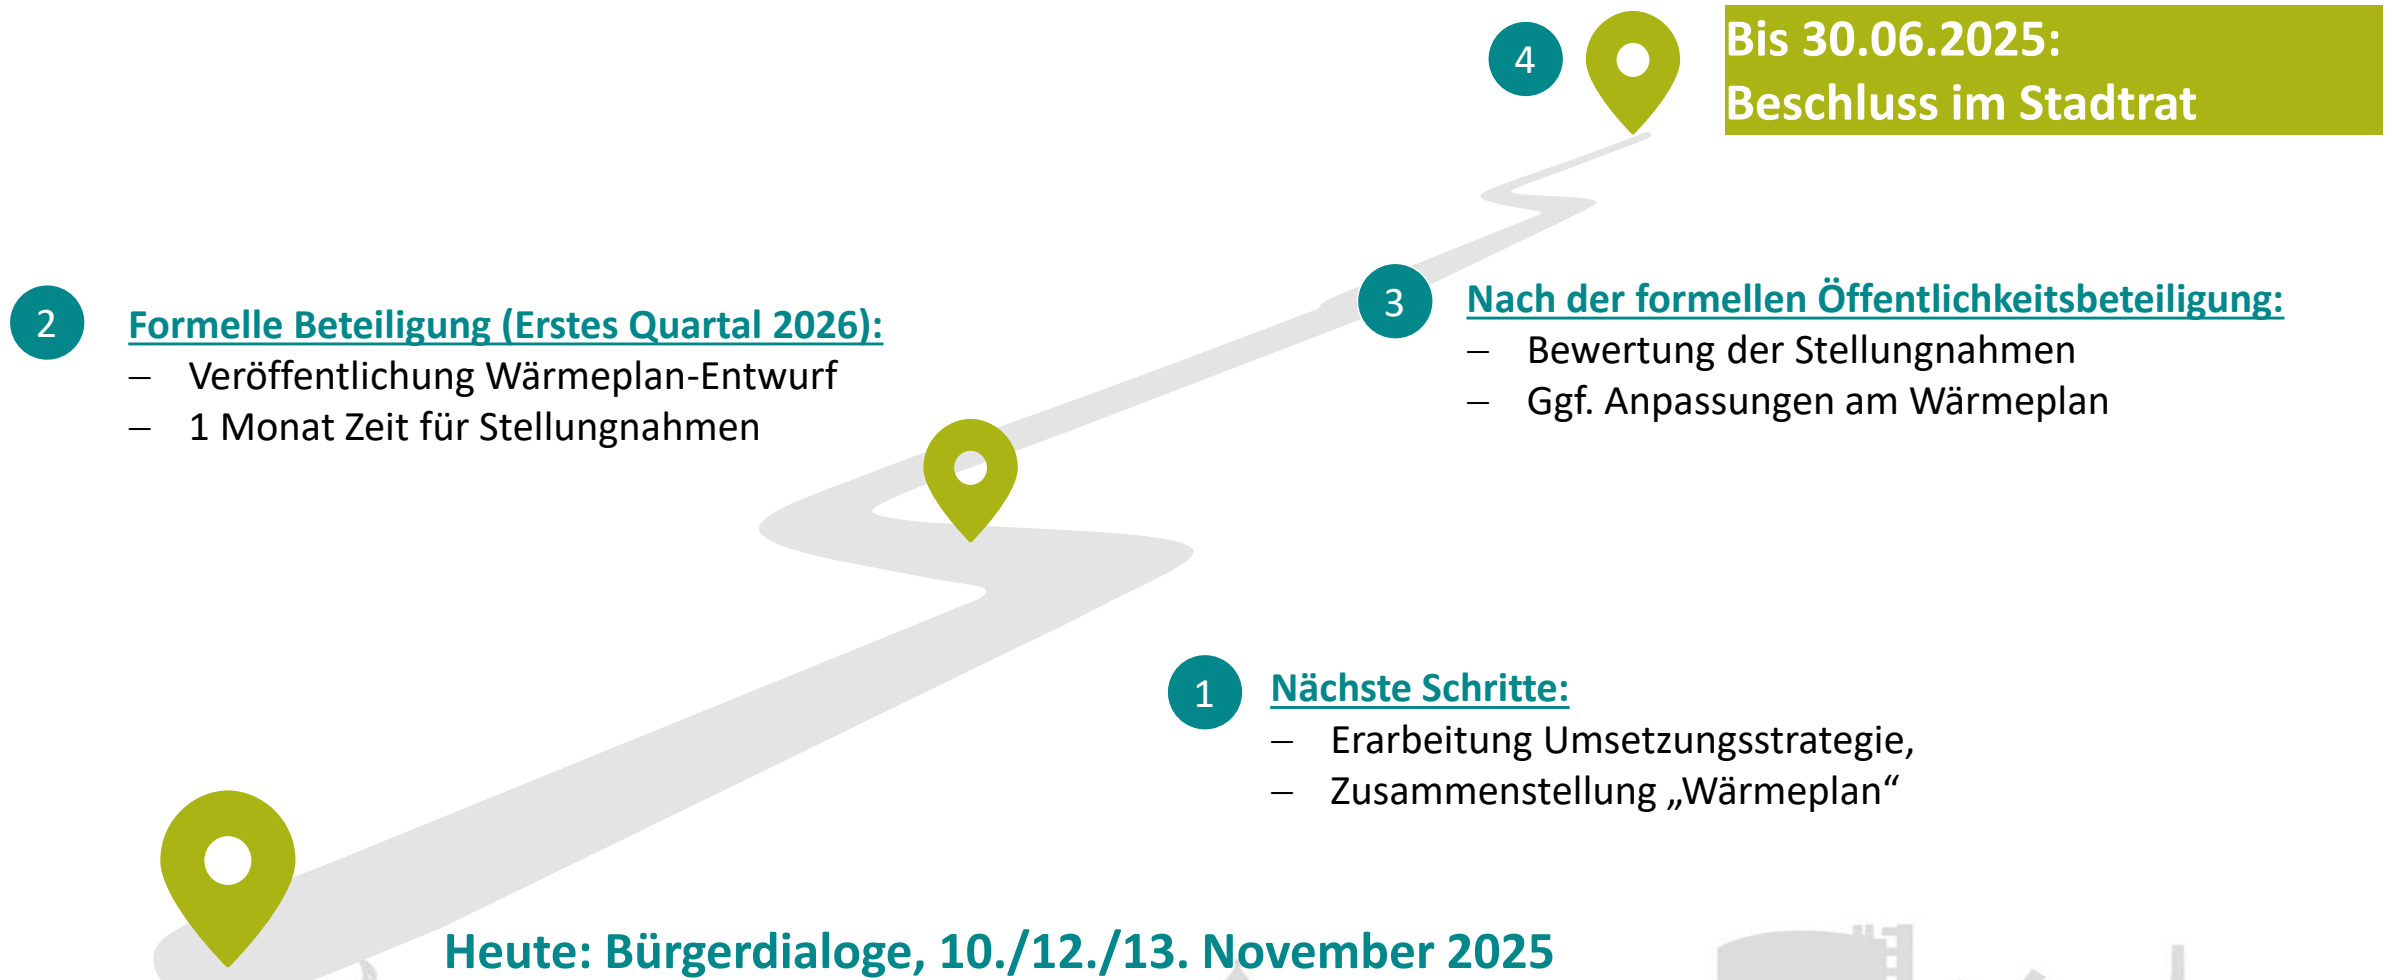 4
Bis 30.06.2025:
Beschluss im Stadtrat
2
Formelle Beteiligung (Erstes Quartal 2026):
– Veröffentlichung Wärmeplan-Entwurf
– 1 Monat Zeit für Stellungnahmen
3
Nach der formellen Öffentlichkeitsbeteiligung:
– Bewertung der Stellungnahmen
– Ggf. Anpassungen am Wärmeplan
1
Nächste Schritte:
– Erarbeitung Umsetzungsstrategie,
– Zusammenstellung „Wärmeplan“
Heute: Bürgerdialoge, 10./12./13. November 2025